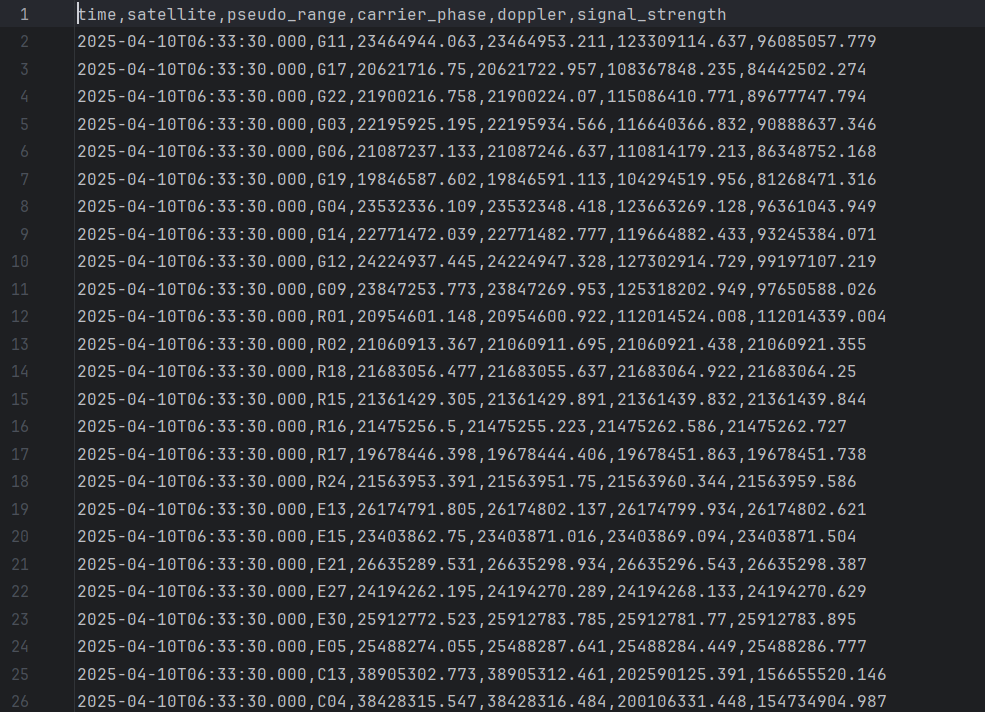 1 time,satellite,pseudo_range,carrier_phase,doppler,signal_strength
2 2025-04-10T06:33:30.000,G11,23464944.063,23464953.211,123309114.637,96085057.779
3 2025-04-10T06:33:30.000,G17,20621716.75,20621722.957,108367848.235,84442502.274
4 2025-04-10T06:33:30.000,G22,21900216.758,21900224.07,115086410.771,89677747.794
5 2025-04-10T06:33:30.000,G03,22195925.195,22195934.566,116640366.832,90888637.346
6 2025-04-10T06:33:30.000,G06,21087237.133,21087246.637,110814179.213,86348752.168
7 2025-04-10T06:33:30.000,G19,19846587.602,19846591.113,104294519.956,81268471.316
8 2025-04-10T06:33:30.000,G04,23532336.109,23532348.418,123663269.128,96361043.949
9 2025-04-10T06:33:30.000,G14,22771472.039,22771482.777,119664882.433,93245384.071
10 2025-04-10T06:33:30.000,G12,24224937.445,24224947.328,127302914.729,99197107.219
11 2025-04-10T06:33:30.000,G09,23847253.773,23847269.953,125318202.949,97650588.026
12 2025-04-10T06:33:30.000,R01,20954601.148,20954600.922,112014524.008,112014339.004
13 2025-04-10T06:33:30.000,R02,21060913.367,21060911.695,21060921.438,21060921.355
14 2025-04-10T06:33:30.000,R18,21683056.477,21683055.637,21683064.922,21683064.25
15 2025-04-10T06:33:30.000,R15,21361429.305,21361429.891,21361439.832,21361439.844
16 2025-04-10T06:33:30.000,R16,21475256.5,21475255.223,21475262.586,21475262.727
17 2025-04-10T06:33:30.000,R17,19678446.398,19678444.406,19678451.863,19678451.738
18 2025-04-10T06:33:30.000,R24,21563953.391,21563951.75,21563960.344,21563959.586
19 2025-04-10T06:33:30.000,E13,26174791.805,26174802.137,26174799.934,26174802.621
20 2025-04-10T06:33:30.000,E15,23403862.75,23403871.016,23403869.094,23403871.504
21 2025-04-10T06:33:30.000,E21,26635289.531,26635298.934,26635296.543,26635298.387
22 2025-04-10T06:33:30.000,E27,24194262.195,24194270.289,24194268.133,24194270.629
23 2025-04-10T06:33:30.000,E30,25912772.523,25912783.785,25912781.77,25912783.895
24 2025-04-10T06:33:30.000,E05,25488274.055,25488287.641,25488284.449,25488286.777
25 2025-04-10T06:33:30.000,C13,38905302.773,38905312.461,202590125.391,156655520.146
26 2025-04-10T06:33:30.000,C04,38428315.547,38428316.484,200106331.448,154734904.987